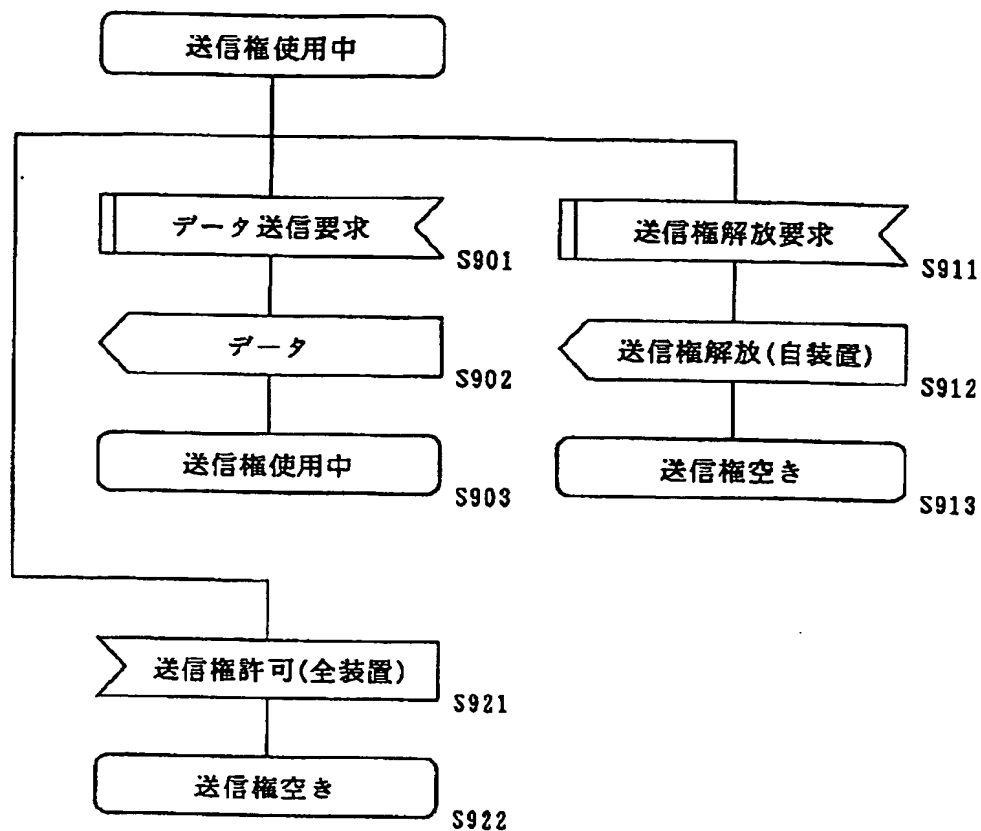 送信権使用中
データ送信要求
S901
データ
S902
送信権使用中
S903
送信権解放要求
S911
送信権解放(自装置)
S912
送信権空き
S913
送信権許可(全装置)
S921
送信権空き
S922